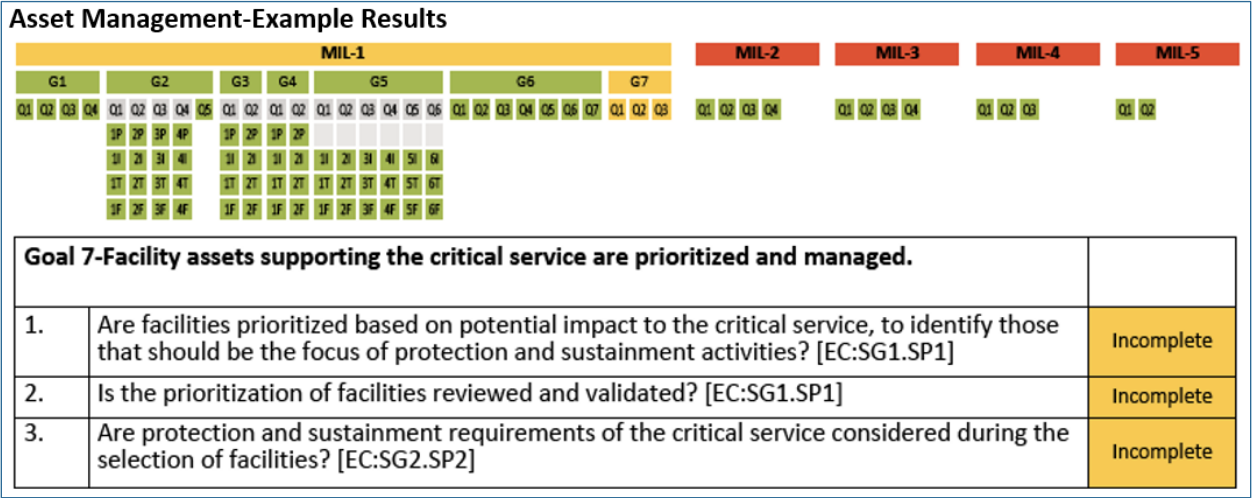 Asset Management-Example Results
MIL-1 MIL-2 MIL-3 MIL-4 MIL-5
G1 G2 G3 G4 G5 G6 G7
Q1 Q2 Q3 Q4 Q1 Q2 Q3 Q4 Q5 Q1 Q2 Q1 Q2 Q1 Q2 Q3 Q4 Q5 Q6 Q1 Q2 Q3 Q4 Q5 Q6 Q7 Q1 Q2 Q3 Q1 Q2 Q3 Q4 Q1 Q2 Q3 Q4 Q1 Q2 Q3 Q1 Q2
1P 2P 3P 4P 1P 2P 1P 2P
1I 2I 3I 4I 1I 2I 1I 2I 1I 2I 3I 4I 5I 6I
1T 2T 3T 4T 1T 2T 1T 2T 1T 2T 3T 4T 5T 6T
1F 2F 3F 4F 1F 2F 1F 2F 1F 2F 3F 4F 5F 6F
Goal 7-Facility assets supporting the critical service are prioritized and managed.
1. Are facilities prioritized based on potential impact to the critical service, to identify those
that should be the focus of protection and sustainment activities? [EC:SG1.SP1]
Incomplete
2. Is the prioritization of facilities reviewed and validated? [EC:SG1.SP1] Incomplete
3. Are protection and sustainment requirements of the critical service considered during the
selection of facilities? [EC:SG2.SP2]
Incomplete